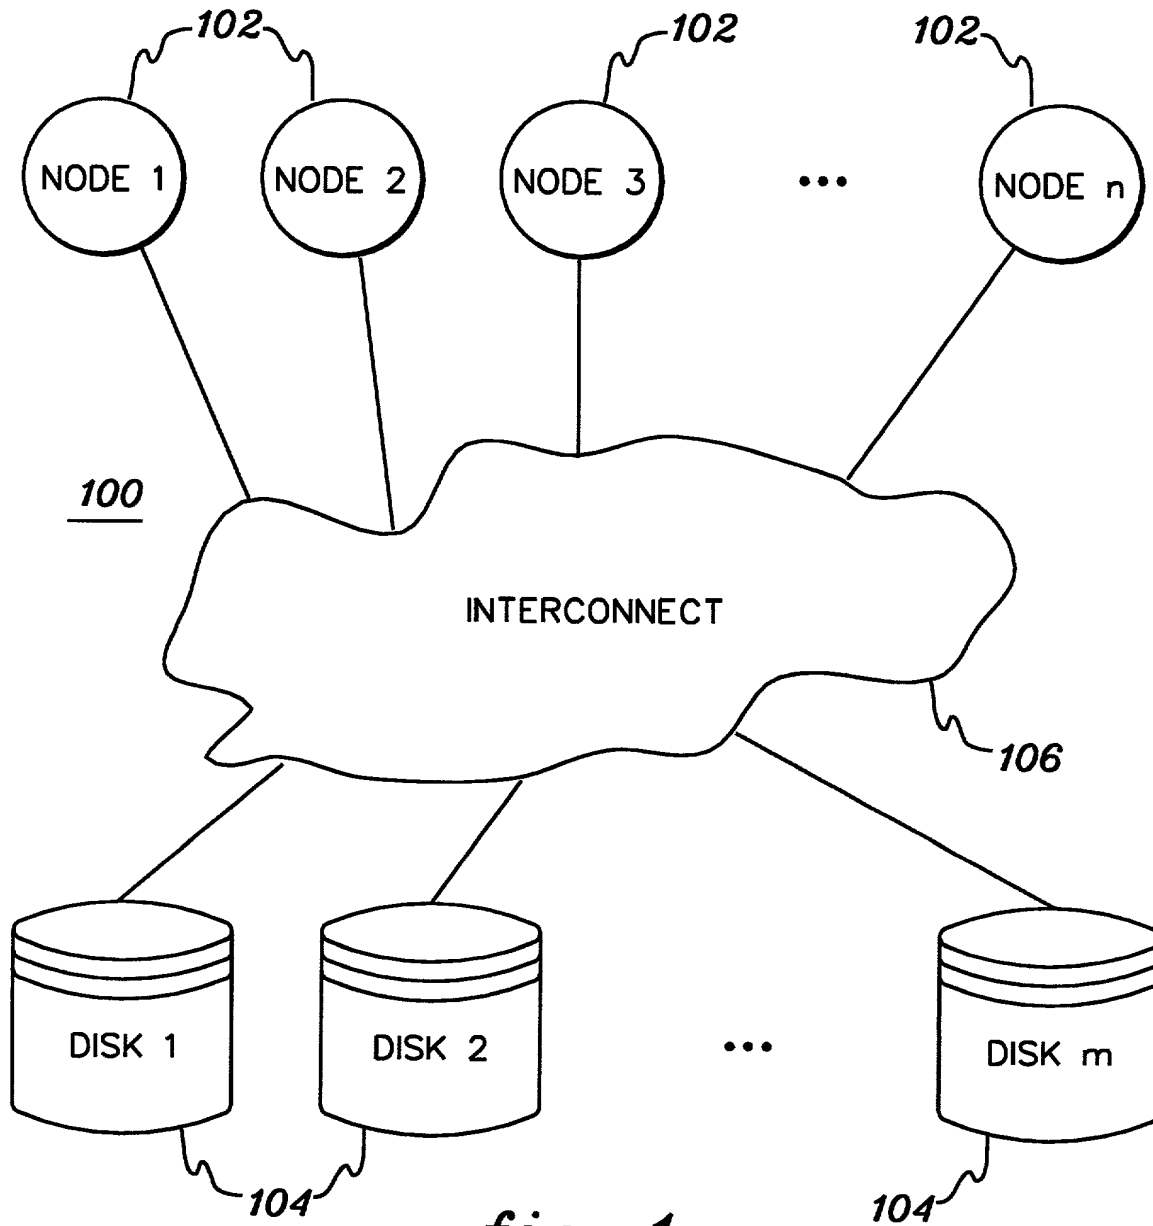 102 102 102
NODE 1 NODE 2 NODE 3 ... NODE n
100
INTERCONNECT
106
DISK 1 DISK 2 ... DISK m
104 104
fig. 1